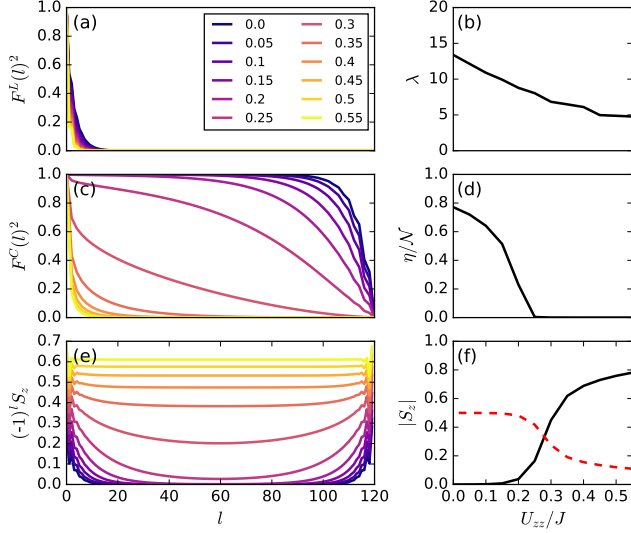 (a)
F^L(l)^2
1.0
0.8
0.6
0.4
0.2
0.0
0.0 0.3
0.05 0.35
0.1 0.4
0.15 0.45
0.2 0.5
0.25 0.55
(b)
λ
20
15
10
5
0
(c)
F^C(l)^2
1.0
0.8
0.6
0.4
0.2
0.0
(d)
η/𝒩
1.0
0.8
0.6
0.4
0.2
0.0
(e)
(-1)^l S_z
0.7
0.6
0.5
0.4
0.3
0.2
0.1
0.0
0 20 40 60 80 100 120
l
(f)
|S_z|
1.0
0.8
0.6
0.4
0.2
0.0
0.0 0.1 0.2 0.3 0.4 0.5
U_zz/J